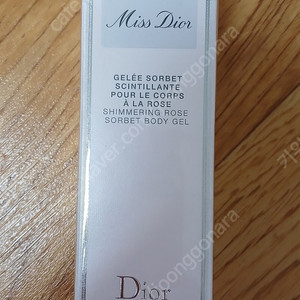 Miss Dior
GELÉE SORBET
SCINTILLANTE
POUR LE CORPS
À LA ROSE
SHIMMERING ROSE
SORBET BODY GEL
Dior